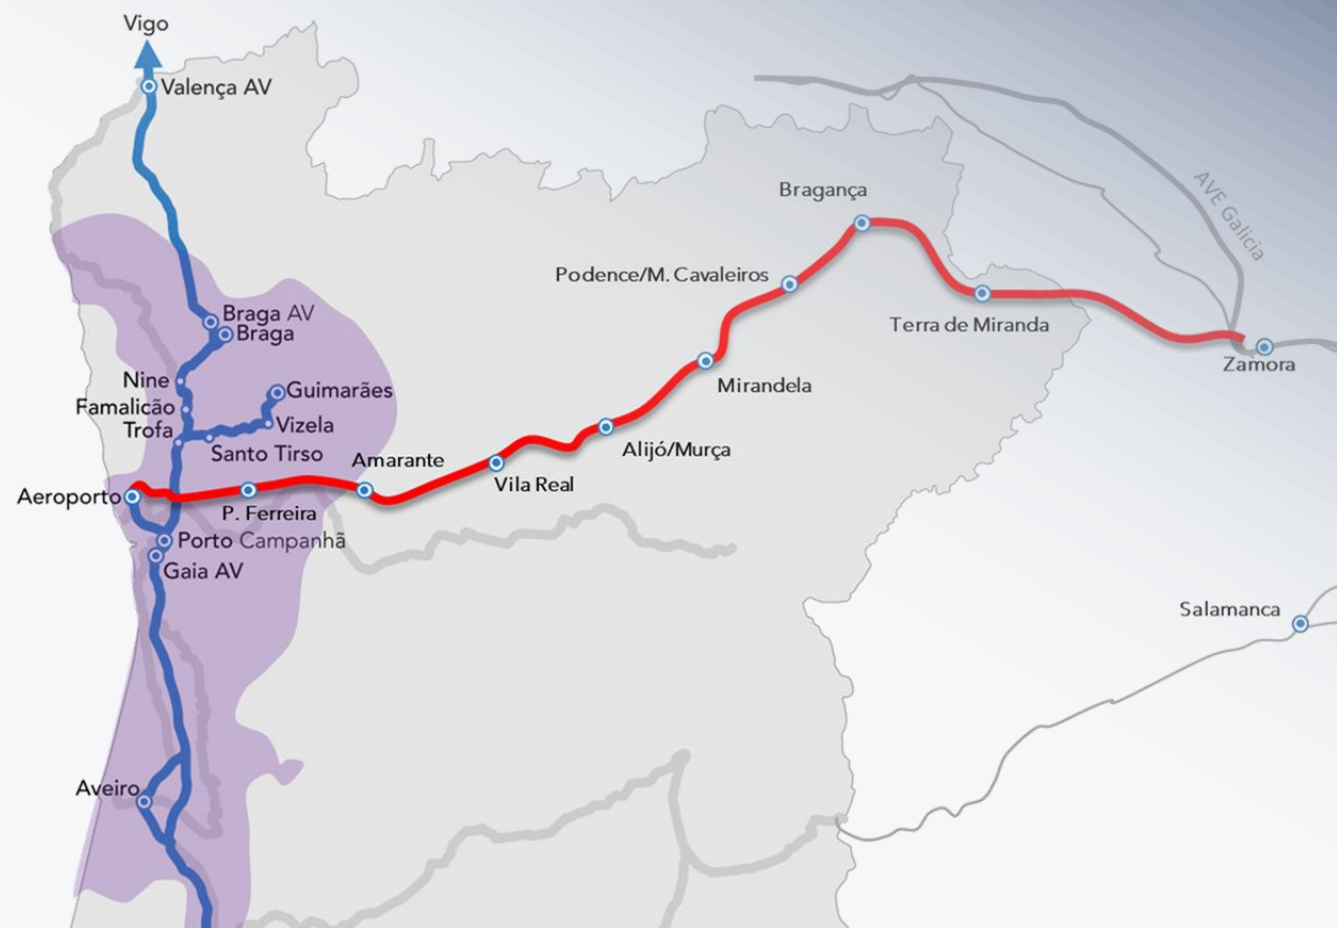 Vigo
Valença AV
AVE Galicia
Bragança
Podence/M. Cavaleiros
Braga AV
Braga
Terra de Miranda
Zamora
Nine
Mirandela
Guimarães
Famalicão
Vizela
Trofa
Santo Tirso
Alijó/Murça
Amarante
Vila Real
Aeroporto
P. Ferreira
Porto Campanhã
Gaia AV
Salamanca
Aveiro